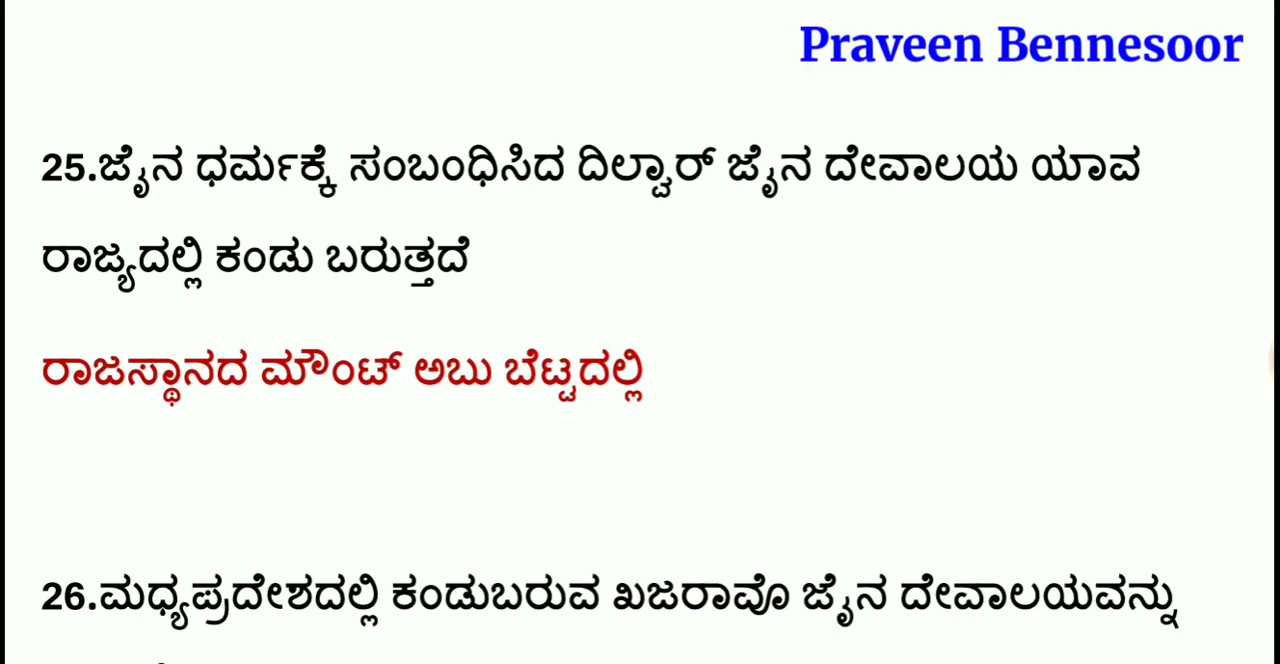 Praveen Bennesoor
25.ಜೈನ ಧರ್ಮಕ್ಕೆ ಸಂಬಂಧಿಸಿದ ದಿಲ್ವಾರ್ ಜೈನ ದೇವಾಲಯ ಯಾವ
ರಾಜ್ಯದಲ್ಲಿ ಕಂಡು ಬರುತ್ತದೆ
ರಾಜಸ್ಥಾನದ ಮೌಂಟ್ ಅಬು ಬೆಟ್ಟದಲ್ಲಿ
26.ಮಧ್ಯಪ್ರದೇಶದಲ್ಲಿ ಕಂಡುಬರುವ ಖಜರಾವೊ ಜೈನ ದೇವಾಲಯವನ್ನು